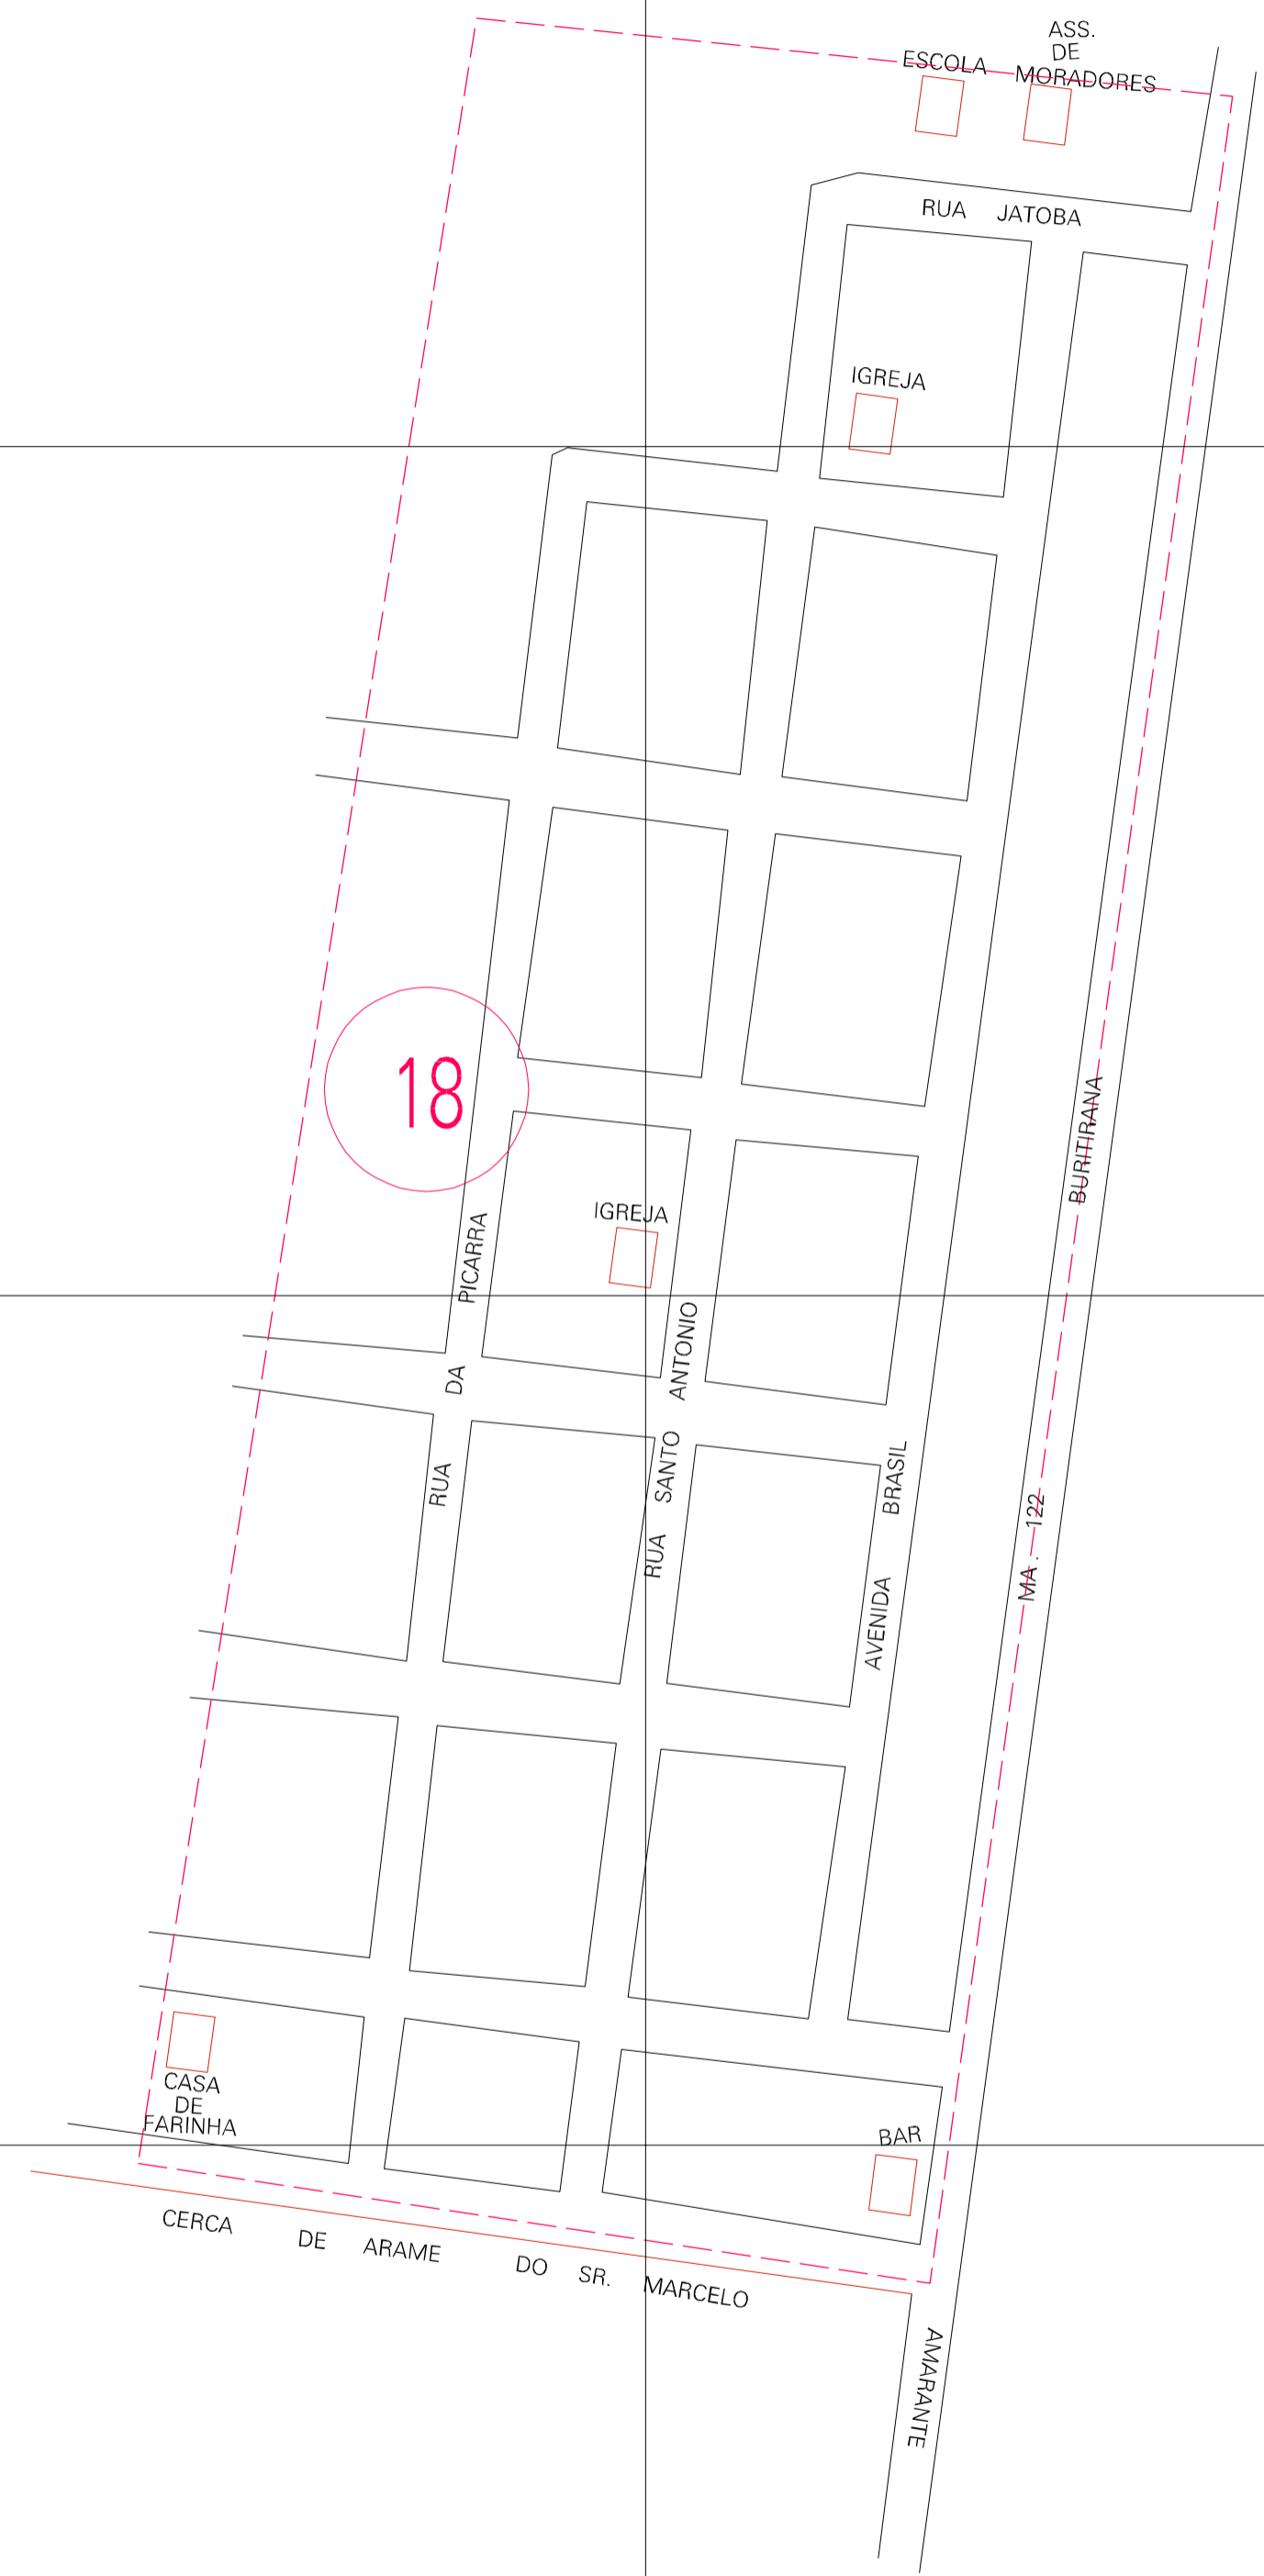 ASS.
DE
MORADORES
ESCOLA
RUA JATOBA
IGREJA
18
BURITIRANA
IGREJA
RUA DA PICARRA
RUA SANTO ANTONIO
AVENIDA BRASIL
MA . 122
CASA
DE
FARINHA
BAR
CERCA DE ARAME DO SR. MARCELO
AMARANTE